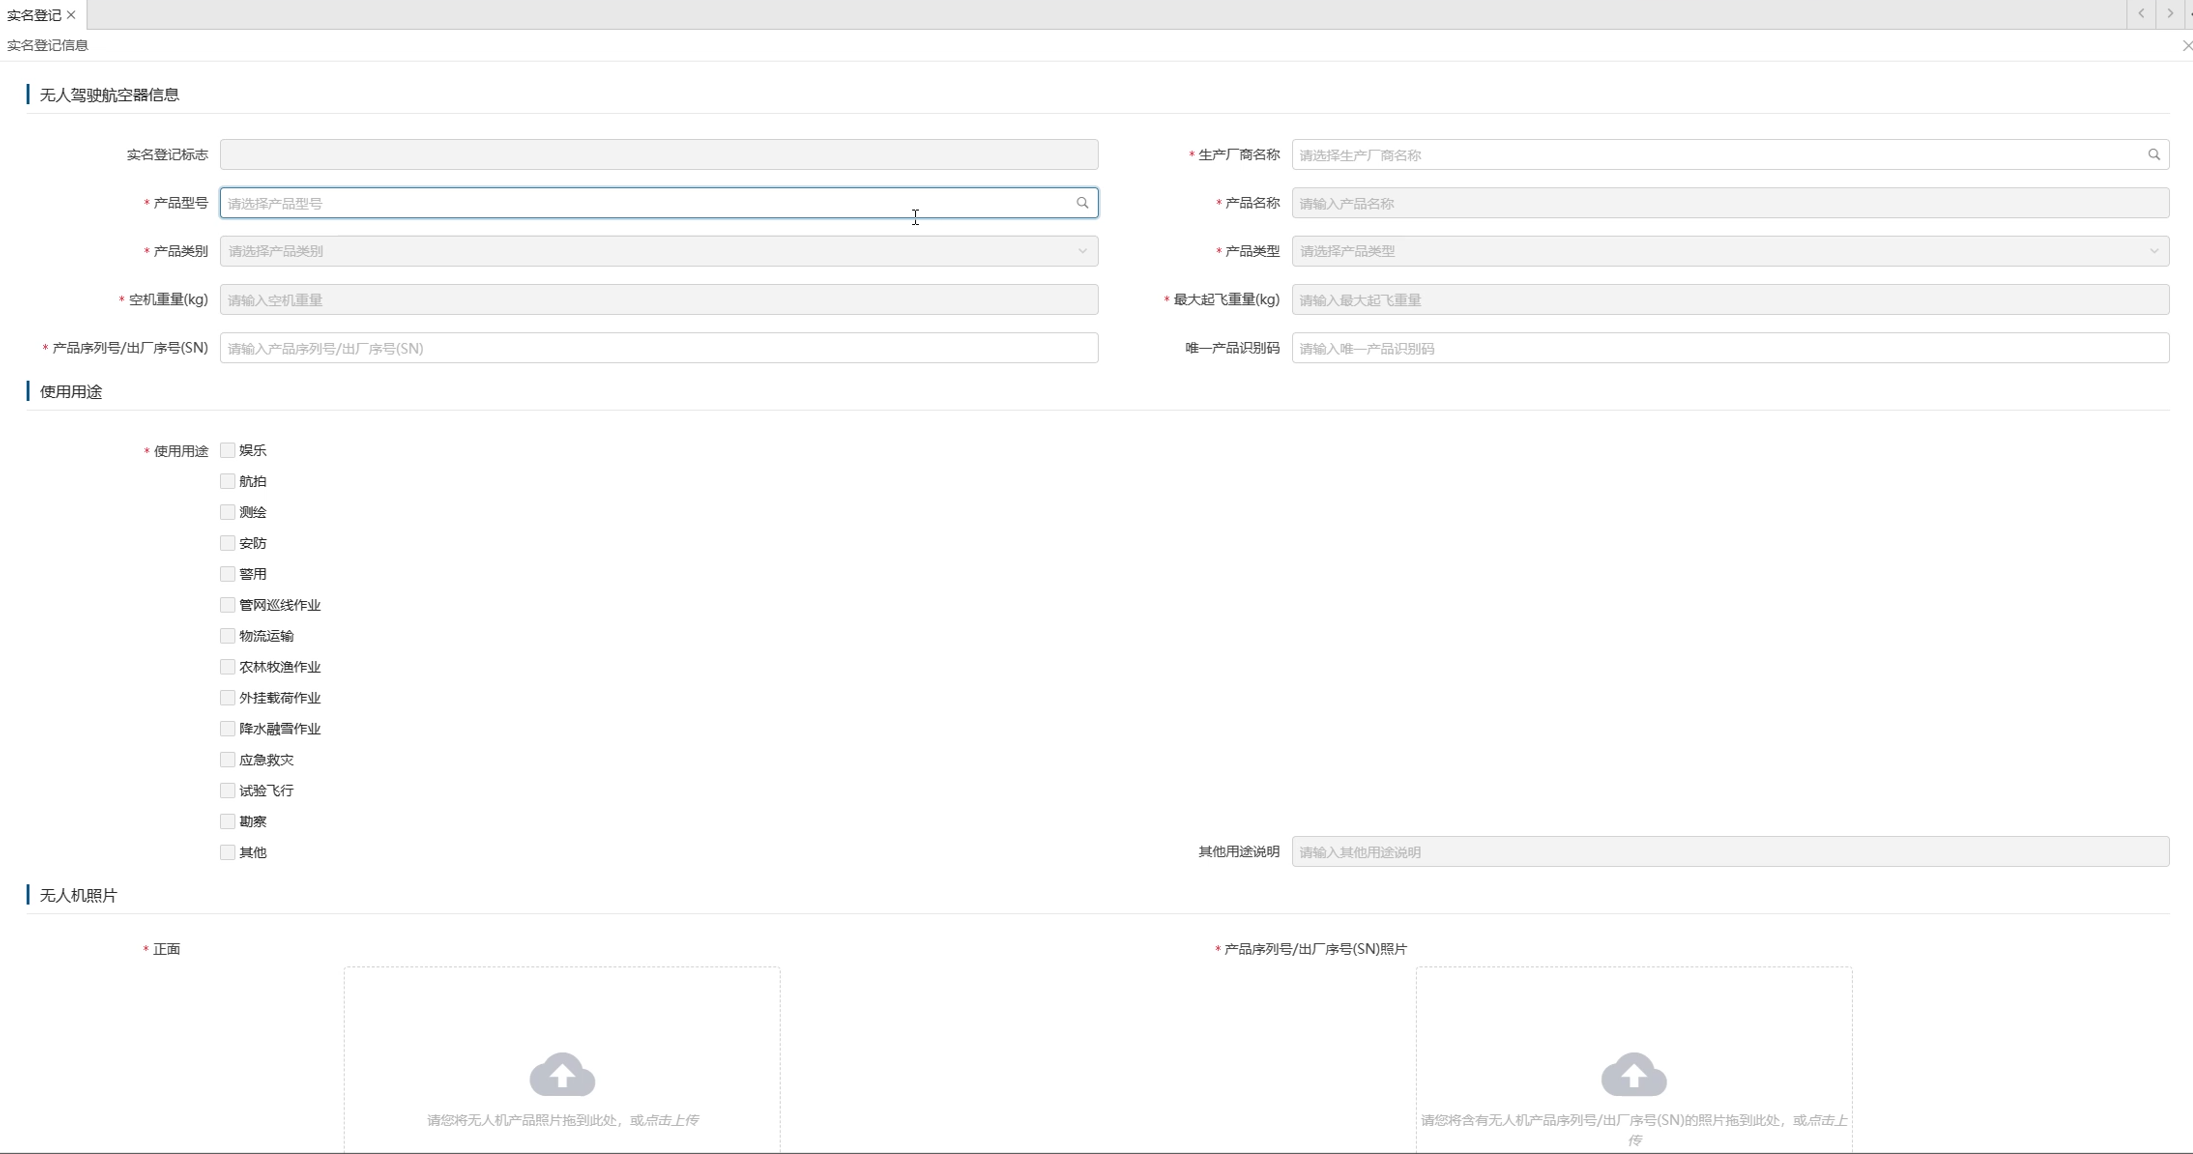 实名登记
实名登记信息
无人驾驶航空器信息
实名登记标志
* 生产厂商名称 请选择生产厂商名称
* 产品型号 请选择产品型号
* 产品名称 请输入产品名称
* 产品类别 请选择产品类别
* 产品类型 请选择产品类型
* 空机重量(kg) 请输入空机重量
* 最大起飞重量(kg) 请输入最大起飞重量
* 产品序列号/出厂序号(SN) 请输入产品序列号/出厂序号(SN)
唯一产品识别码 请输入唯一产品识别码
使用用途
* 使用用途
娱乐
航拍
测绘
安防
警用
管网巡线作业
物流运输
农林牧渔作业
外挂载荷作业
降水融雪作业
应急救灾
试验飞行
勘察
其他
其他用途说明 请输入其他用途说明
无人机照片
* 正面
* 产品序列号/出厂序号(SN)照片
请您将无人机产品照片拖到此处，或点击上传
请您将含有无人机产品序列号/出厂序号(SN)的照片拖到此处，或点击上
传